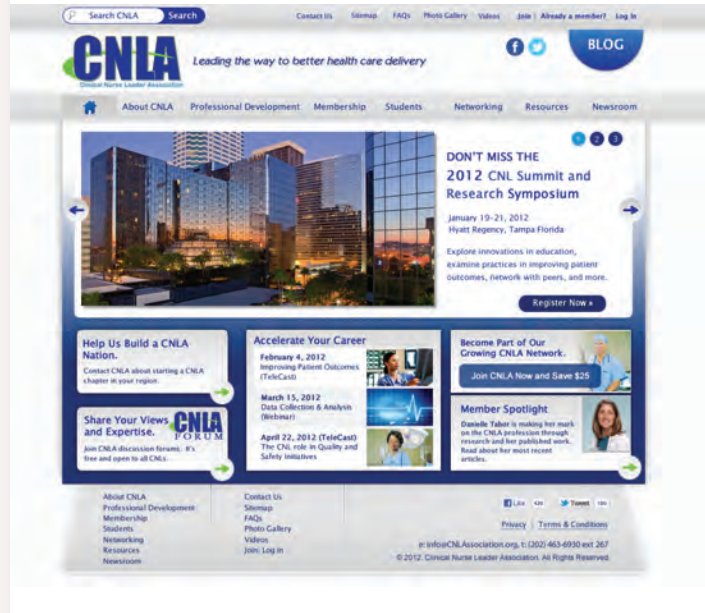 Search CNLA Search
Contact Us Sitemap FAQs Photo Gallery Videos Join | Already a member? Log In
CNLA
Clinical Nurse Leader Association
Leading the way to better health care delivery
BLOG
About CNLA Professional Development Membership Students Networking Resources Newsroom
1 2 3
DON'T MISS THE
2012 CNL Summit and
Research Symposium
January 19-21, 2012
Hyatt Regency, Tampa Florida
Explore innovations in education,
examine practices in improving patient
outcomes, network with peers, and more.
Register Now »
Help Us Build a CNLA
Nation.
Contact CNLA about starting a CNLA
chapter in your region.
Share Your Views
and Expertise.
CNLA
FORUM
Join CNLA discussion forums. It's
free and open to all CNLs.
Accelerate Your Career
February 4, 2012
Improving Patient Outcomes
(TeleCast)
March 15, 2012
Data Collection & Analysis
(Webinar)
April 22, 2012 (TeleCast)
The CNL role in Quality and
Safety Initiatives
Become Part of Our
Growing CNLA Network.
Join CNLA Now and Save $25
Member Spotlight
Danielle Tabor is making her mark
on the CNLA profession through
research and her published work.
Read about her most recent
articles.
About CNLA
Professional Development
Membership
Students
Networking
Resources
Newsroom
Contact Us
Sitemap
FAQs
Photo Gallery
Videos
Join| Log In
Like Tweet
Privacy | Terms & Conditions
e: info@CNLAssociation.org, t: (202) 463-6930 ext 267
© 2012. Clinical Nurse Leader Association. All Rights Reserved.